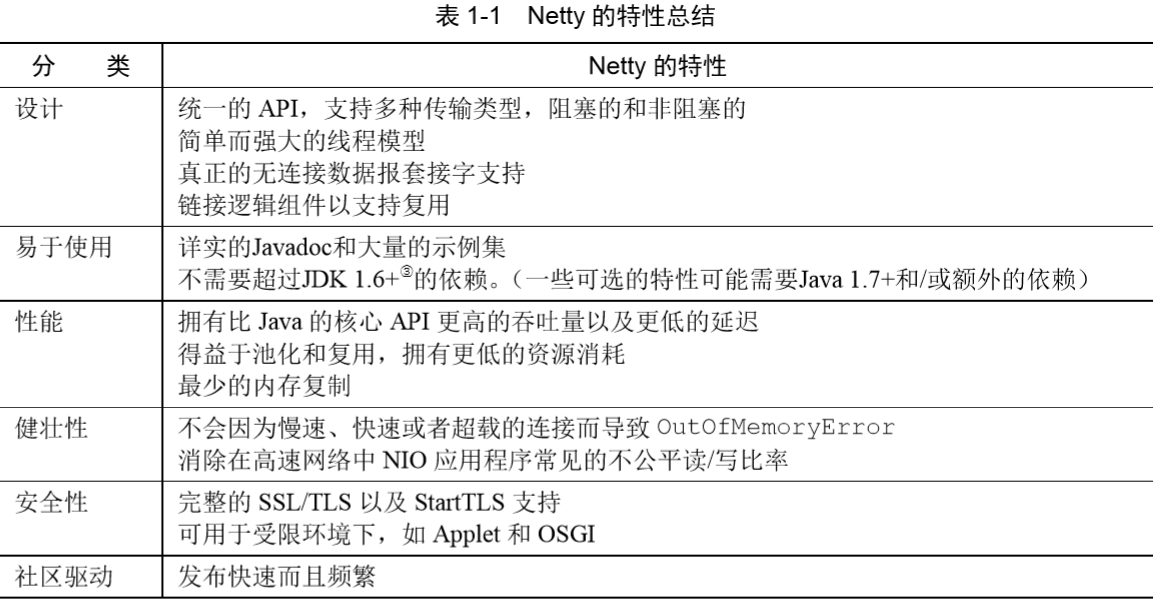 表 1-1 Netty 的特性总结
分 类 Netty 的特性
设计 统一的 API，支持多种传输类型，阻塞的和非阻塞的
简单而强大的线程模型
真正的无连接数据报套接字支持
链接逻辑组件以支持复用
易于使用 详实的Javadoc和大量的示例集
不需要超过JDK 1.6+③的依赖。（一些可选的特性可能需要Java 1.7+和/或额外的依赖）
性能 拥有比 Java 的核心 API 更高的吞吐量以及更低的延迟
得益于池化和复用，拥有更低的资源消耗
最少的内存复制
健壮性 不会因为慢速、快速或者超载的连接而导致 OutOfMemoryError
消除在高速网络中 NIO 应用程序常见的不公平读/写比率
安全性 完整的 SSL/TLS 以及 StartTLS 支持
可用于受限环境下，如 Applet 和 OSGI
社区驱动 发布快速而且频繁